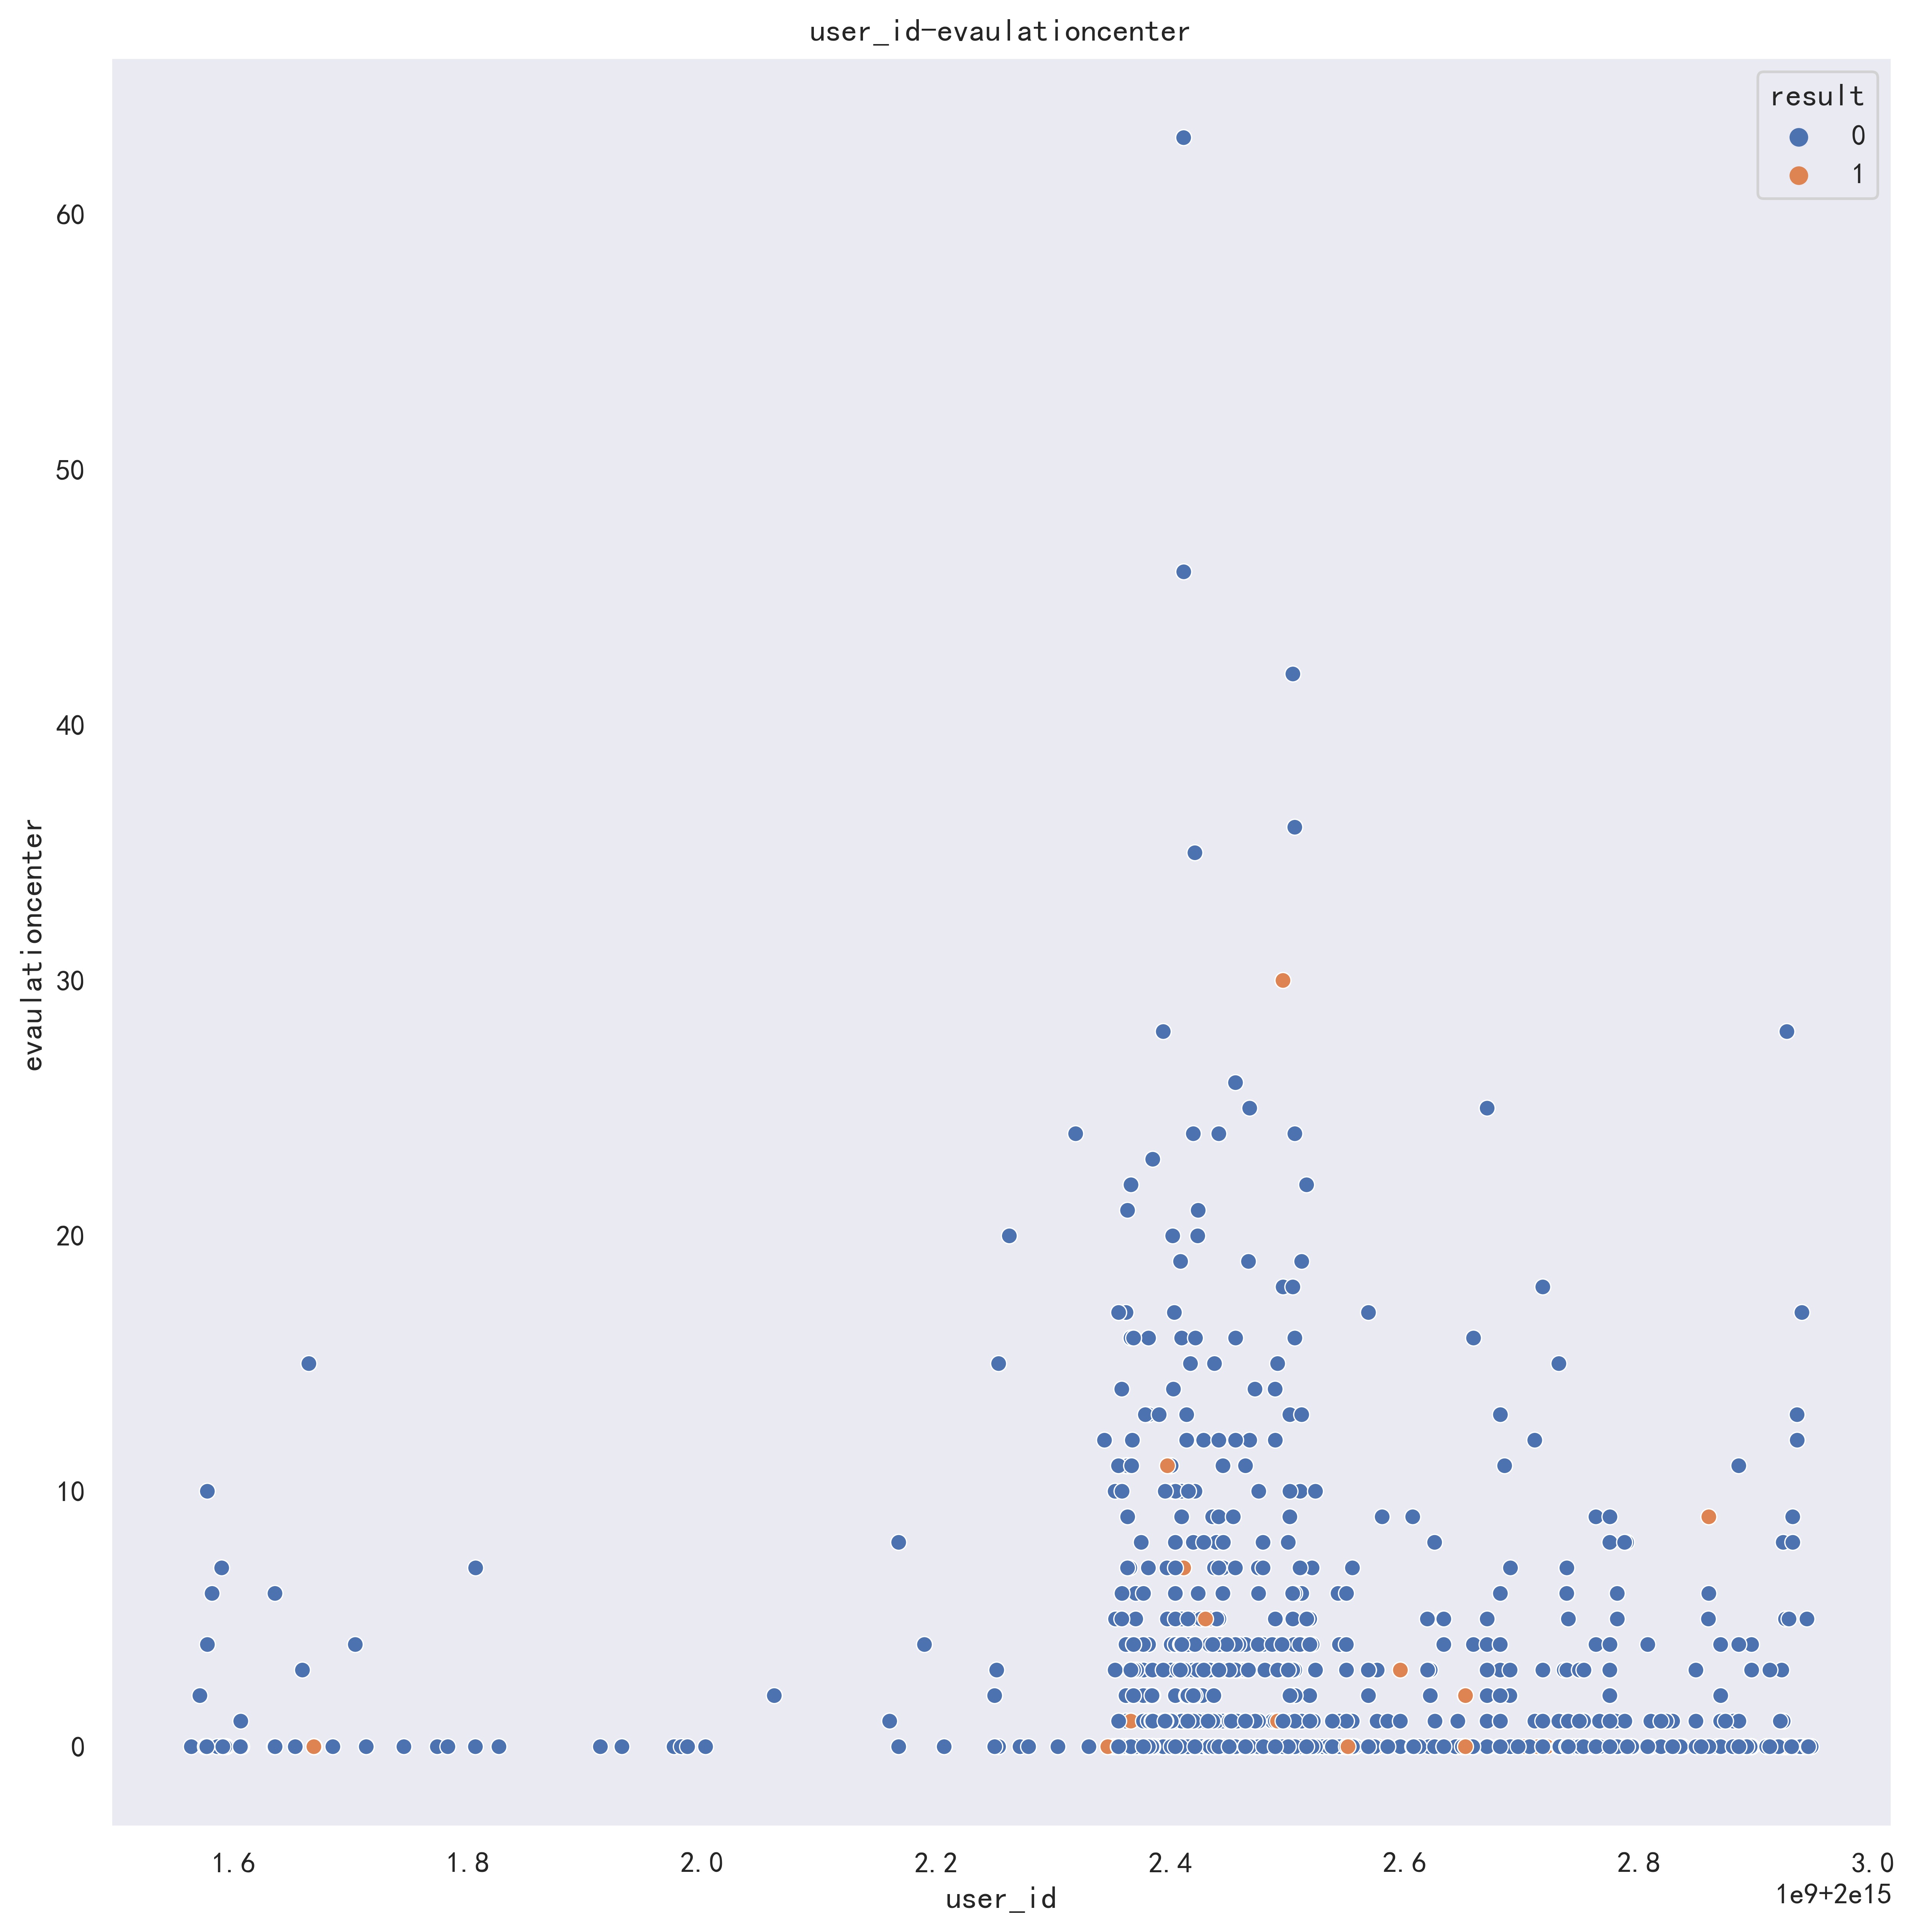 user_id-evaulationcenter
result
0
1
60
50
40
30
20
10
0
evaulationcenter
1.6 1.8 2.0 2.2 2.4 2.6 2.8 3.0
1e9+2e15
user_id